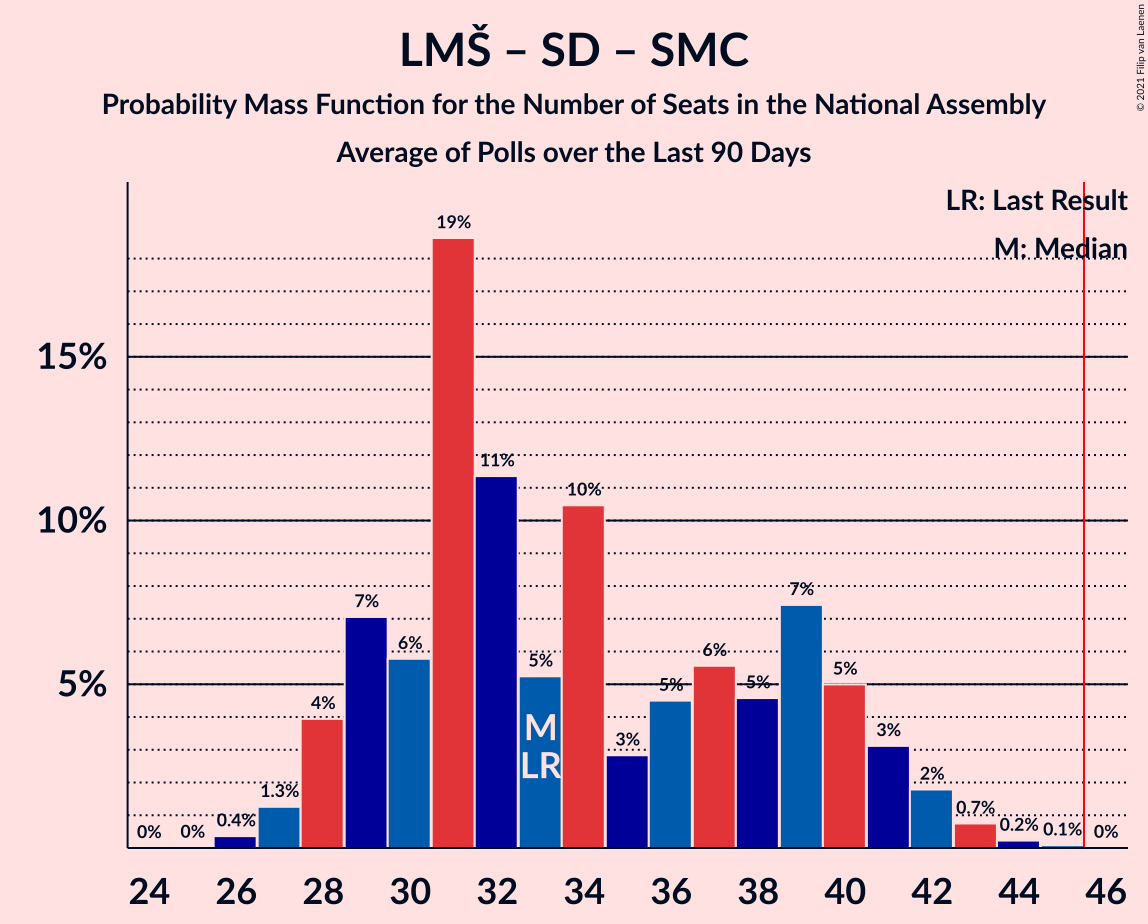 LMŠ – SD – SMC
Probability Mass Function for the Number of Seats in the National Assembly
Average of Polls over the Last 90 Days
© 2021 Filip van Laenen
LR: Last Result
M: Median
15%
10%
5%
0%
0%
0.4%
1.3%
4%
7%
6%
19%
11%
5%
10%
3%
5%
6%
5%
7%
5%
3%
2%
0.7%
0.2%
0.1%
0%
M
LR
24 26 28 30 32 34 36 38 40 42 44 46